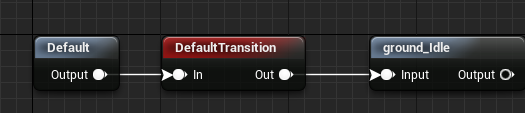 Default
Output
DefaultTransition
In
Out
ground_Idle
Input
Output